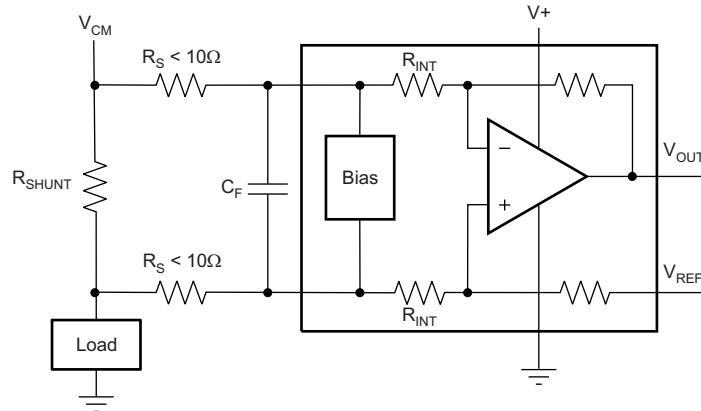 V+
V_CM
R_S < 10Ω
R_INT
R_SHUNT
C_F
Bias
−
+
V_OUT
R_S < 10Ω
R_INT
V_REF
Load